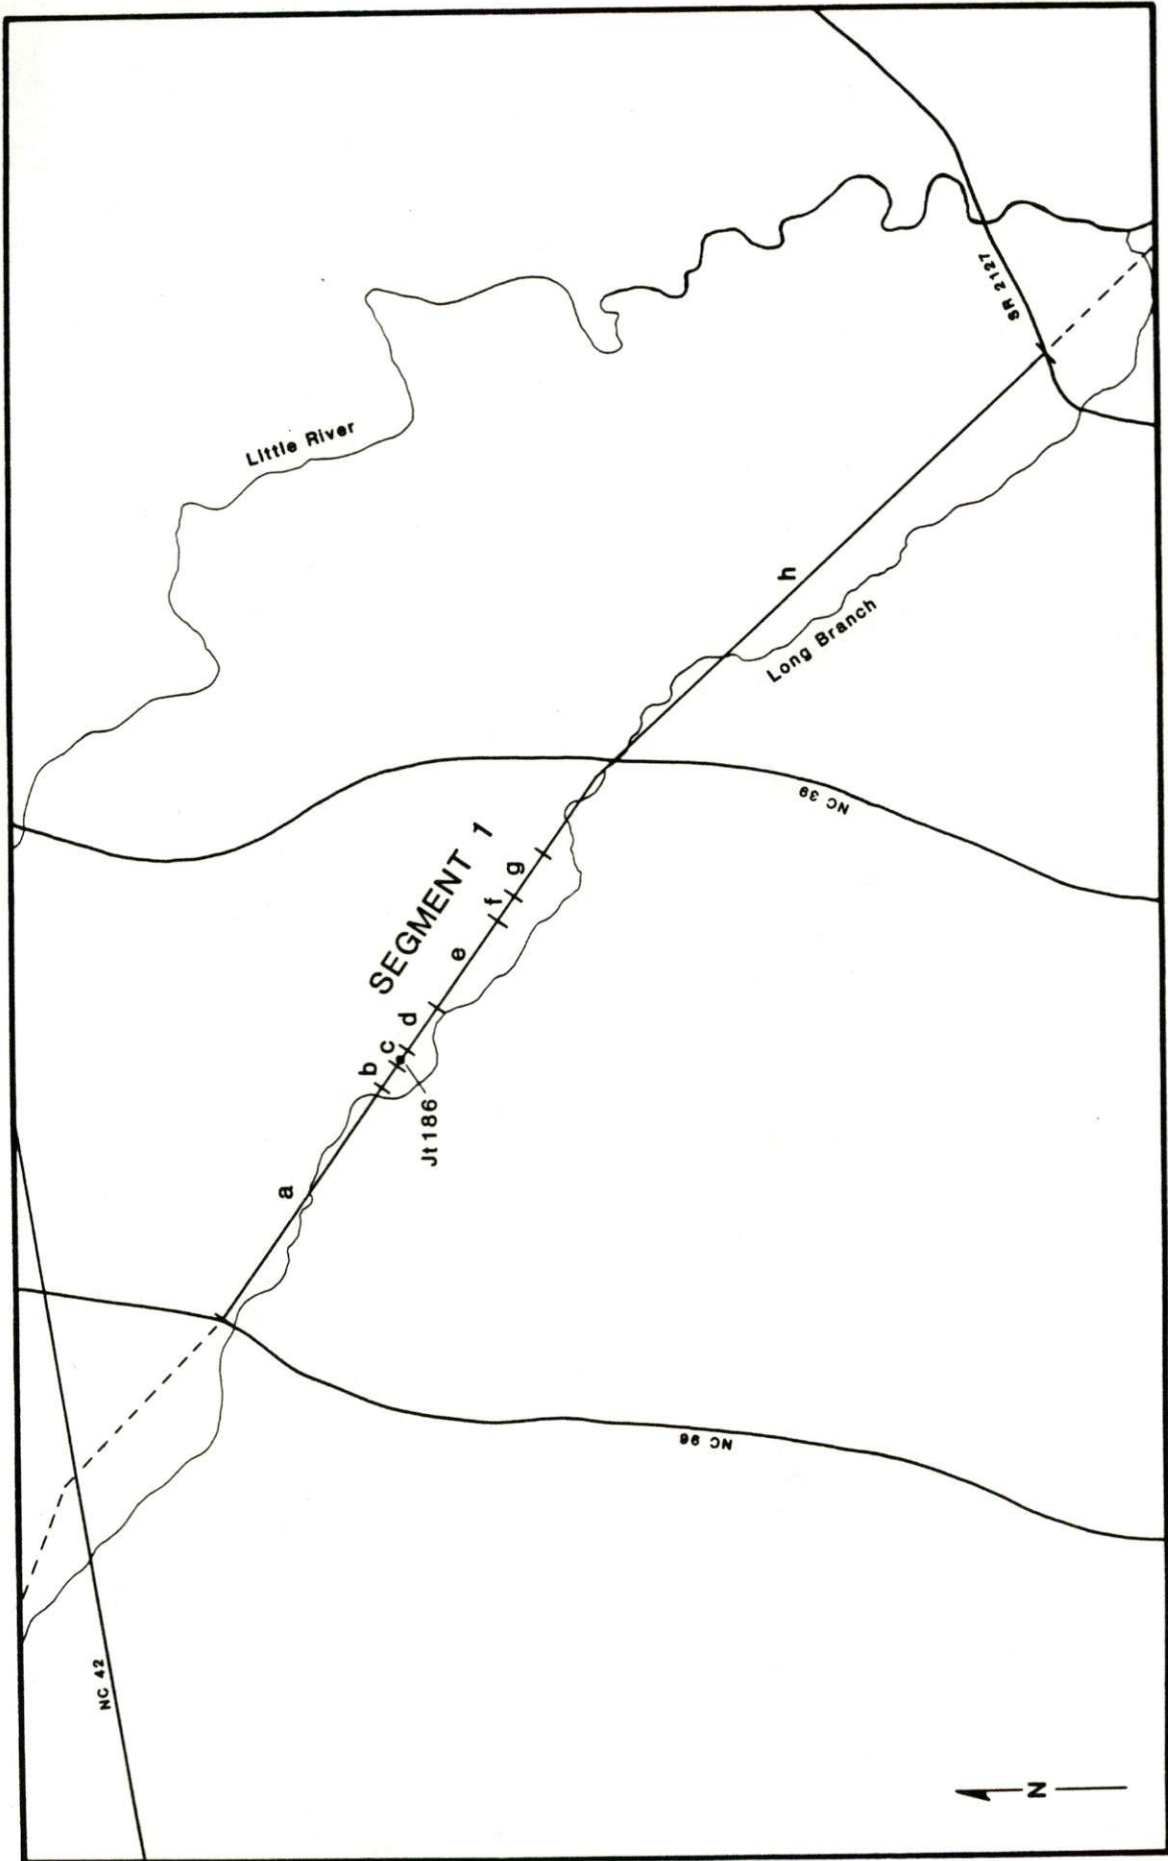 NC 42
NC 96
NC 39
SR 2127
Little River
Long Branch
SEGMENT 1
a
b
c
d
e
f
g
h
Jt186
N